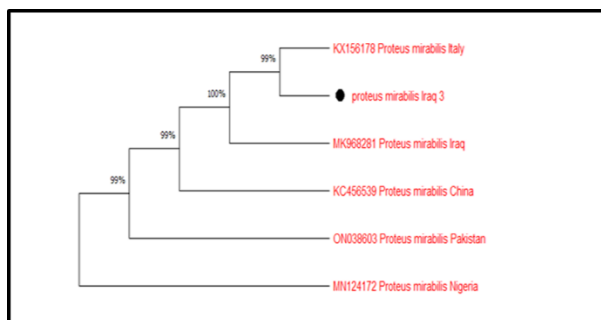 KX156178 Proteus mirabilis Italy
99%
proteus mirabilis Iraq 3
100%
MK968281 Proteus mirabilis Iraq
99%
KC456539 Proteus mirabilis China
99%
ON038603 Proteus mirabilis Pakistan
MN124172 Proteus mirabilis Nigeria